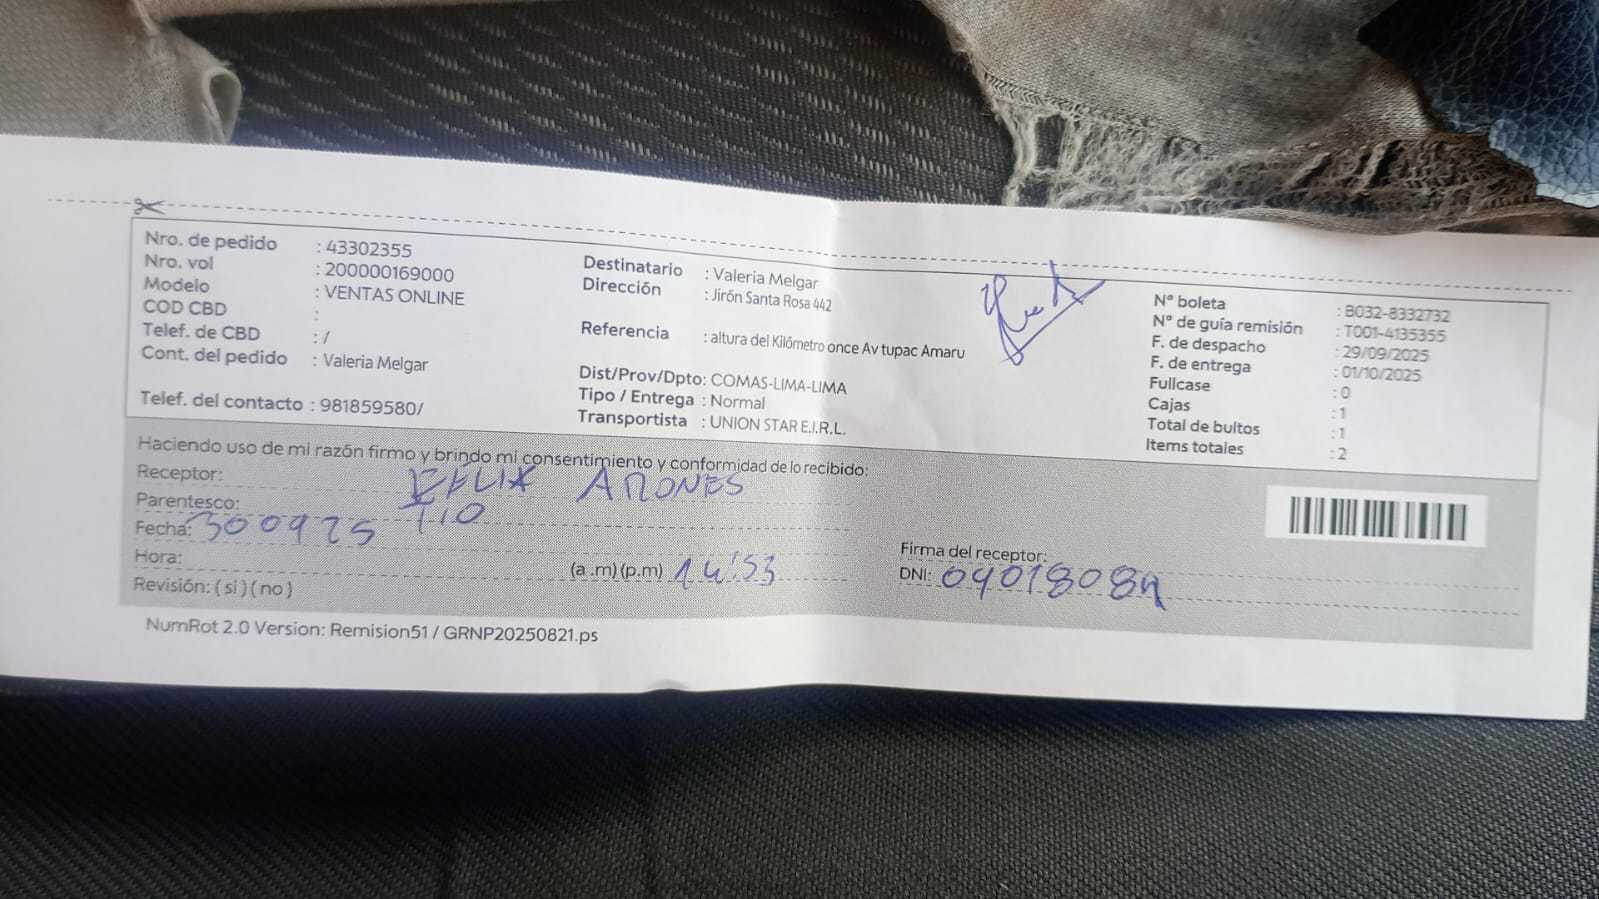 Nro. de pedido : 43302355
Nro. vol : 200000169000
Modelo : VENTAS ONLINE
COD CBD :
Telef. de CBD : /
Cont. del pedido : Valeria Melgar
Telef. del contacto : 981859580/
Destinatario : Valeria Melgar
Dirección : Jirón Santa Rosa 442
Referencia : altura del Kilómetro once Av tupac Amaru
Dist/Prov/Dpto: COMAS-LIMA-LIMA
Tipo / Entrega : Normal
Transportista : UNION STAR E.I.R.L.
Nª boleta : B032-8332732
Nª de guía remisión : T001-4135355
F. de despacho : 29/09/2025
F. de entrega : 01/10/2025
Fullcase : 0
Cajas : 1
Total de bultos : 1
Items totales : 2
Haciendo uso de mi razón firmo y brindo mi consentimiento y conformidad de lo recibido:
Receptor: FELIX ARONES
Parentesco: TIO
Fecha: 300925
Hora: (a .m) (p.m) 14:53
Revisión: ( si ) ( no )
Firma del receptor:
DNI:
NumRot 2.0 Version: Remision51 / GRNP20250821.ps